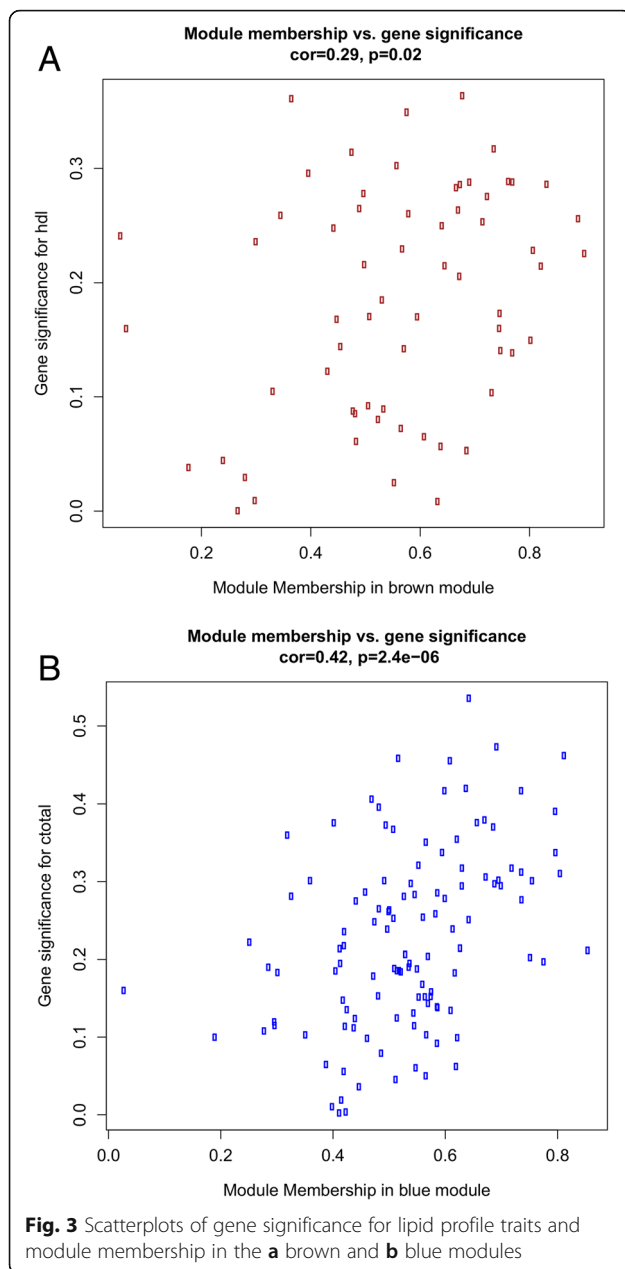 A
Module membership vs. gene significance
cor=0.29, p=0.02
Gene significance for hdl
0.3
0.2
0.1
0.0
0.2 0.4 0.6 0.8
Module Membership in brown module
B
Module membership vs. gene significance
cor=0.42, p=2.4e−06
Gene significance for ctotal
0.5
0.4
0.3
0.2
0.1
0.0
0.0 0.2 0.4 0.6 0.8
Module Membership in blue module
Fig. 3 Scatterplots of gene significance for lipid profile traits and
module membership in the a brown and b blue modules